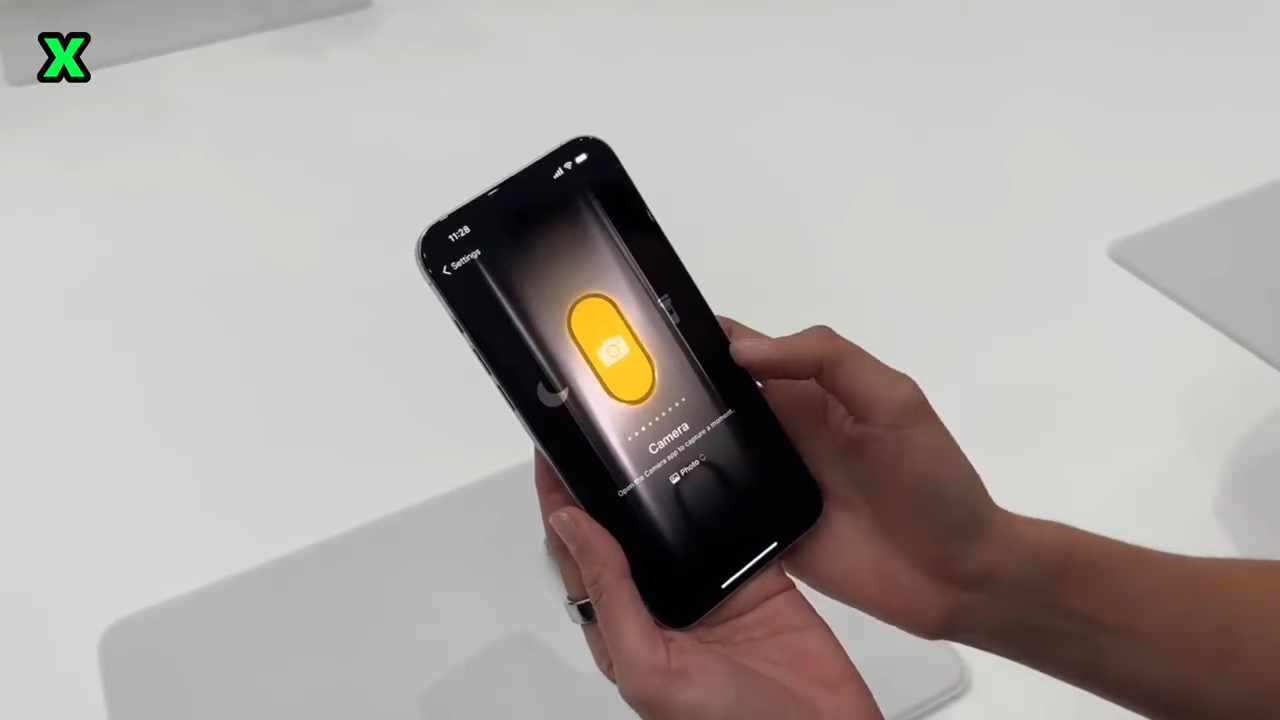 X
11:28
Settings
Camera
Open the Camera app to capture a moment.
Photo